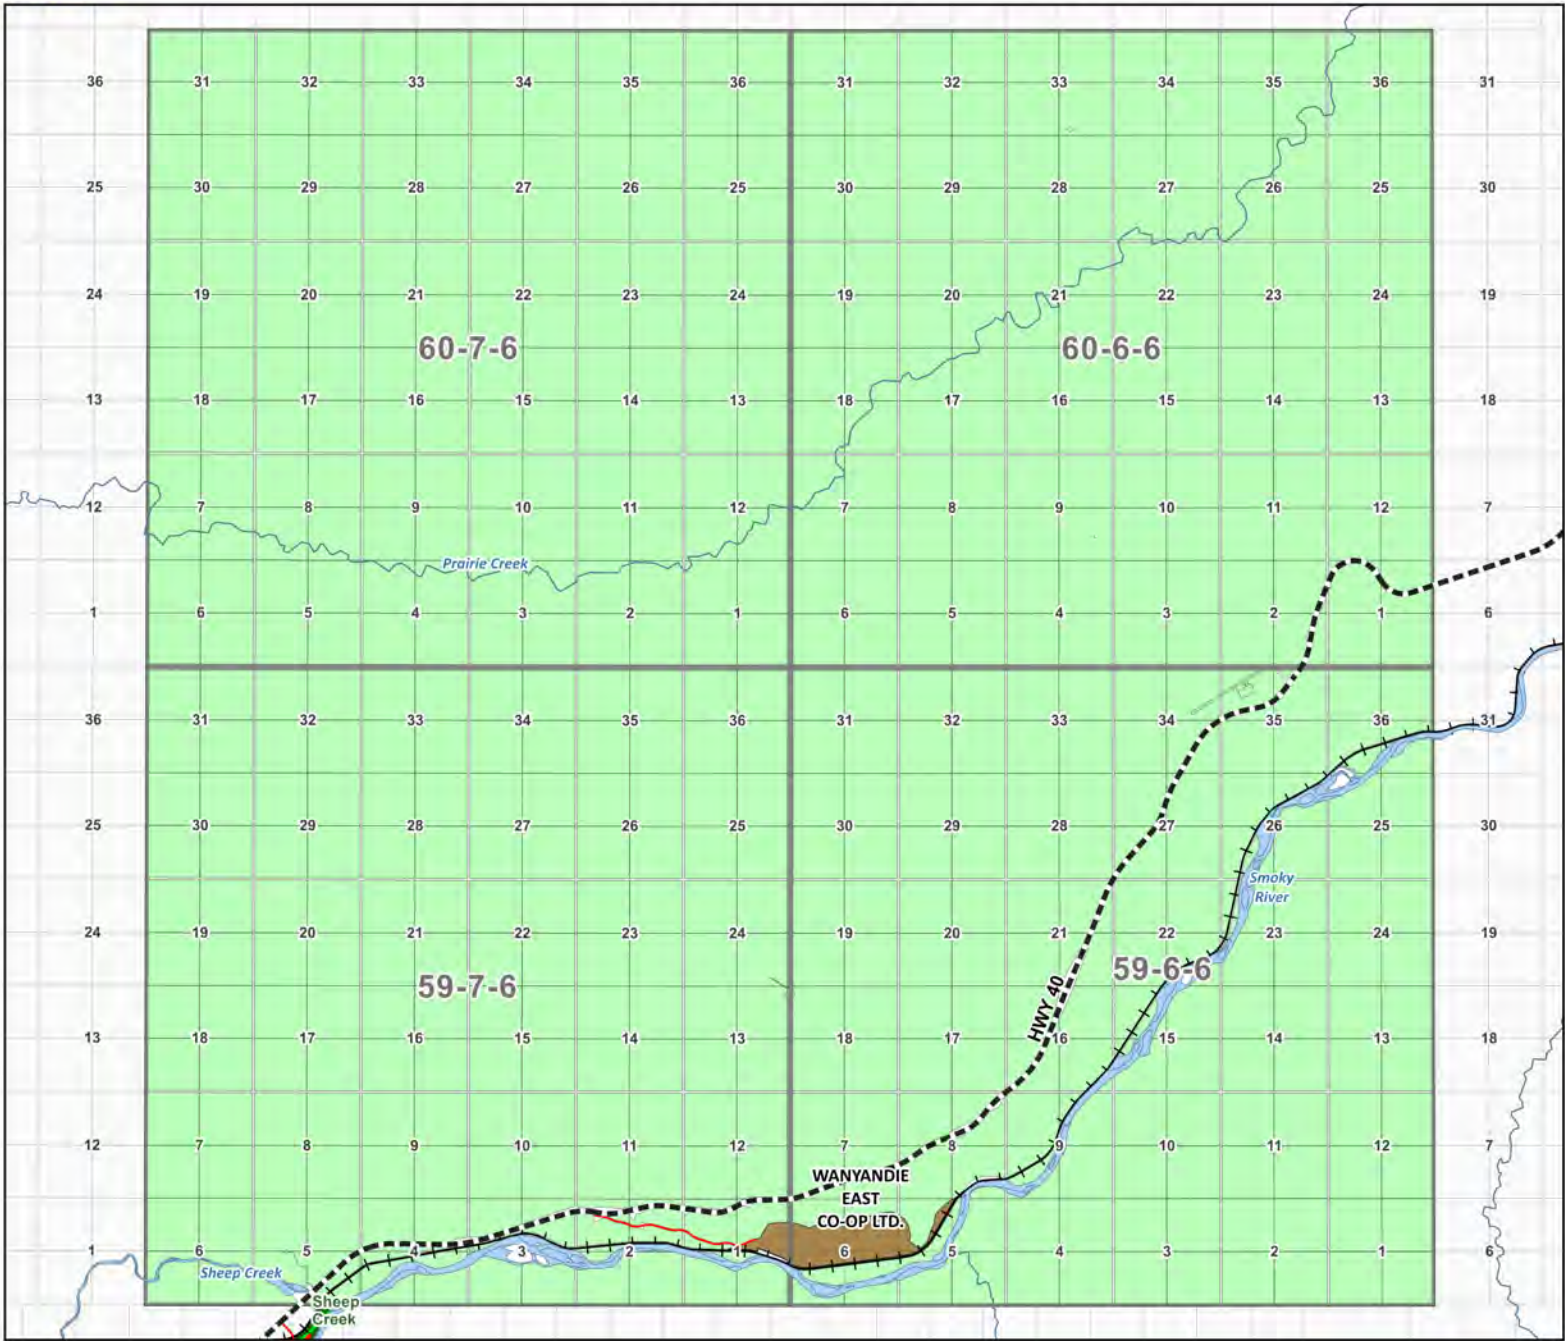 36 31 32 33 34 35 36 31 32 33 34 35 36 31
25 30 29 28 27 26 25 30 29 28 27 26 25 30
24 19 20 21 22 23 24 19 20 21 22 23 24 19
60-7-6 60-6-6
13 18 17 16 15 14 13 18 17 16 15 14 13 18
12 7 8 9 10 11 12 7 8 9 10 11 12 7
Prairie Creek
1 6 5 4 3 2 1 6 5 4 3 2 1 6
36 31 32 33 34 35 36 31 32 33 34 35 36 31
25 30 29 28 27 26 25 30 29 28 27 26 25 30
Smoky
River
24 19 20 21 22 23 24 19 20 21 22 23 24 19
59-6-6
59-7-6
HWY 40
13 18 17 16 15 14 13 18 17 16 15 14 13 18
12 7 8 9 10 11 12 7 8 9 10 11 12 7
WANYANDIE
EAST
CO-OP LTD.
1 6 5 4 3 2 1 6 5 4 3 2 1 6
Sheep Creek
Sheep
Creek